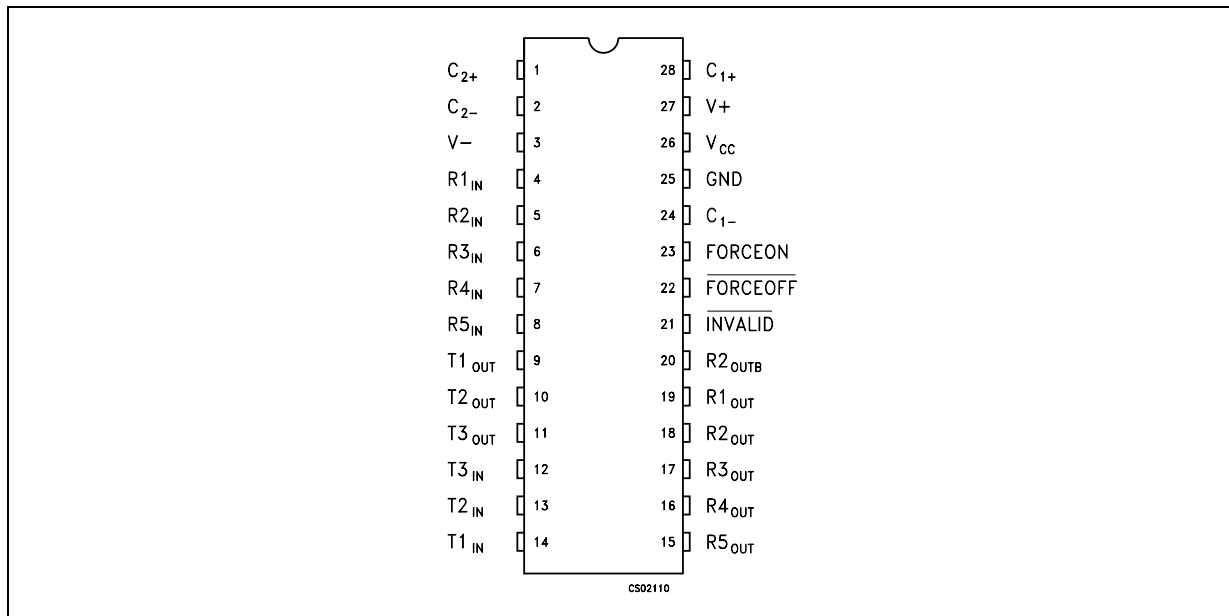 C2+ 1 28 C1+
C2- 2 27 V+
V- 3 26 VCC
R1IN 4 25 GND
R2IN 5 24 C1-
R3IN 6 23 FORCEON
R4IN 7 22 FORCEOFF
R5IN 8 21 INVALID
T1OUT 9 20 R2OUTB
T2OUT 10 19 R1OUT
T3OUT 11 18 R2OUT
T3IN 12 17 R3OUT
T2IN 13 16 R4OUT
T1IN 14 15 R5OUT
CS02110